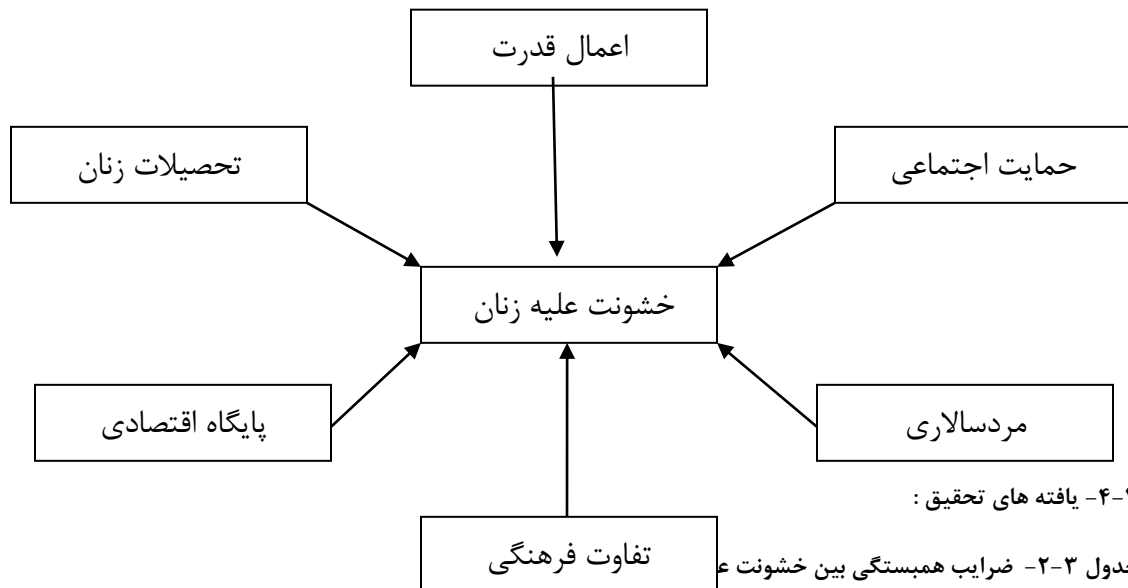 اعمال قدرت
حمایت اجتماعی
تحصیلات زنان
خشونت علیه زنان
مردسالاری
پایگاه اقتصادی
-۴- یافته های تحقیق :
تفاوت فرهنگی
جدول ۳-۲- ضرایب همبستگی بین خشونت